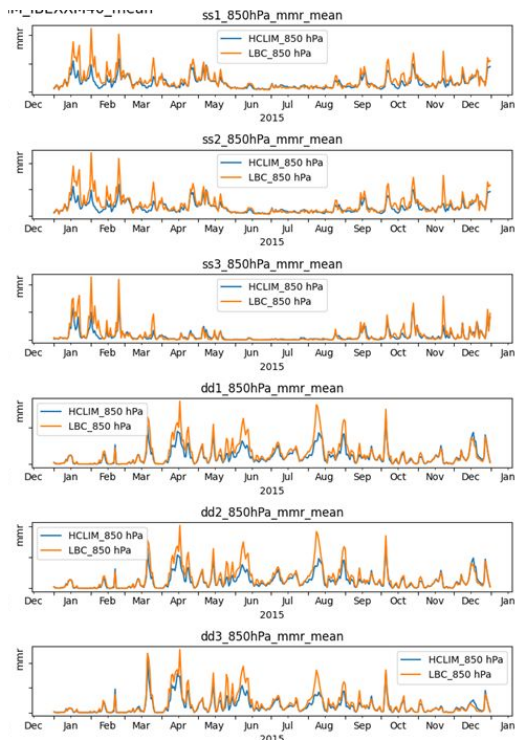 mmr
ss1_850hPa_mmr_mean
HCLIM_850 hPa
LBC_850 hPa
Dec Jan Feb Mar Apr May Jun Jul Aug Sep Oct Nov Dec Jan
2015
ss2_850hPa_mmr_mean
mmr
HCLIM_850 hPa
LBC_850 hPa
Dec Jan Feb Mar Apr May Jun Jul Aug Sep Oct Nov Dec Jan
2015
ss3_850hPa_mmr_mean
mmr
HCLIM_850 hPa
LBC_850 hPa
Dec Jan Feb Mar Apr May Jun Jul Aug Sep Oct Nov Dec Jan
2015
dd1_850hPa_mmr_mean
mmr
HCLIM_850 hPa
LBC_850 hPa
Dec Jan Feb Mar Apr May Jun Jul Aug Sep Oct Nov Dec Jan
2015
dd2_850hPa_mmr_mean
mmr
HCLIM_850 hPa
LBC_850 hPa
Dec Jan Feb Mar Apr May Jun Jul Aug Sep Oct Nov Dec Jan
2015
dd3_850hPa_mmr_mean
mmr
HCLIM_850 hPa
LBC_850 hPa
Dec Jan Feb Mar Apr May Jun Jul Aug Sep Oct Nov Dec Jan